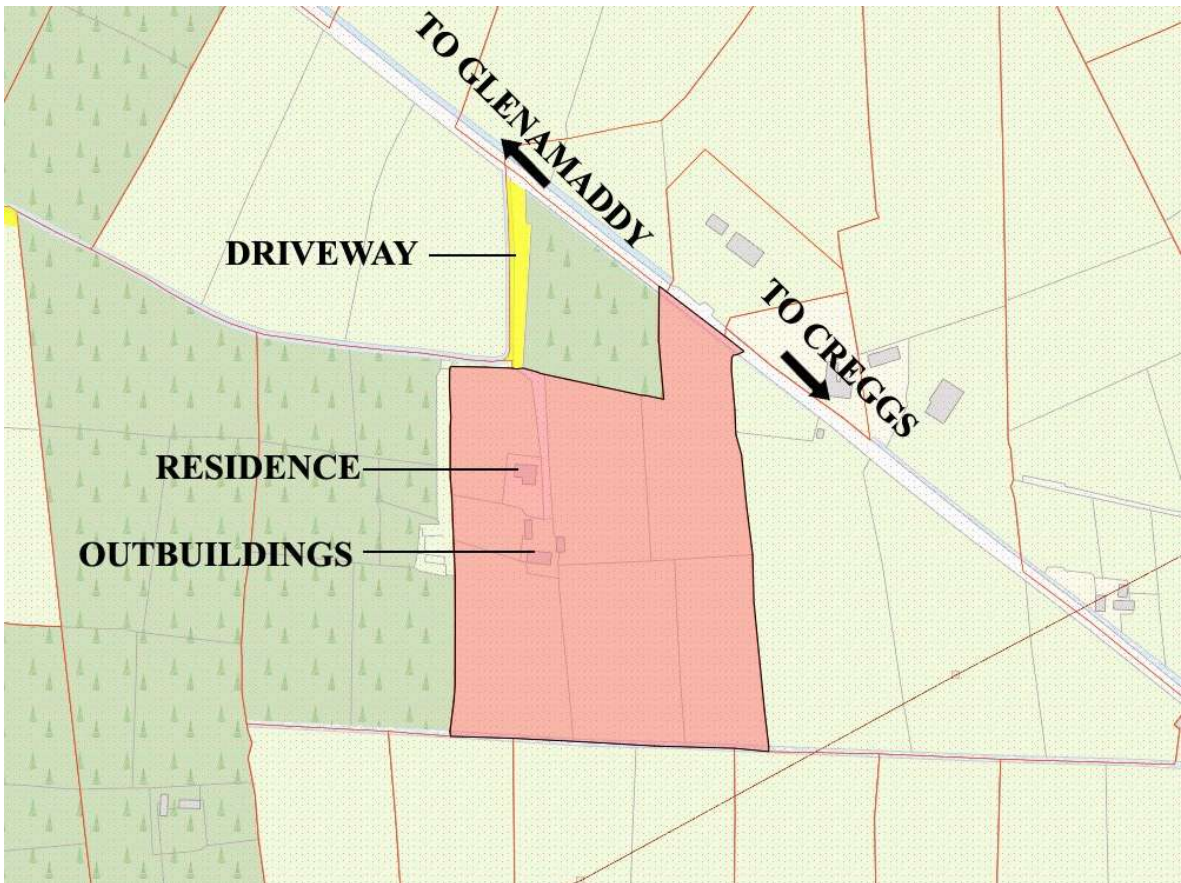 TO GLENAMADDY
DRIVEWAY
TO CREGGS
RESIDENCE
OUTBUILDINGS